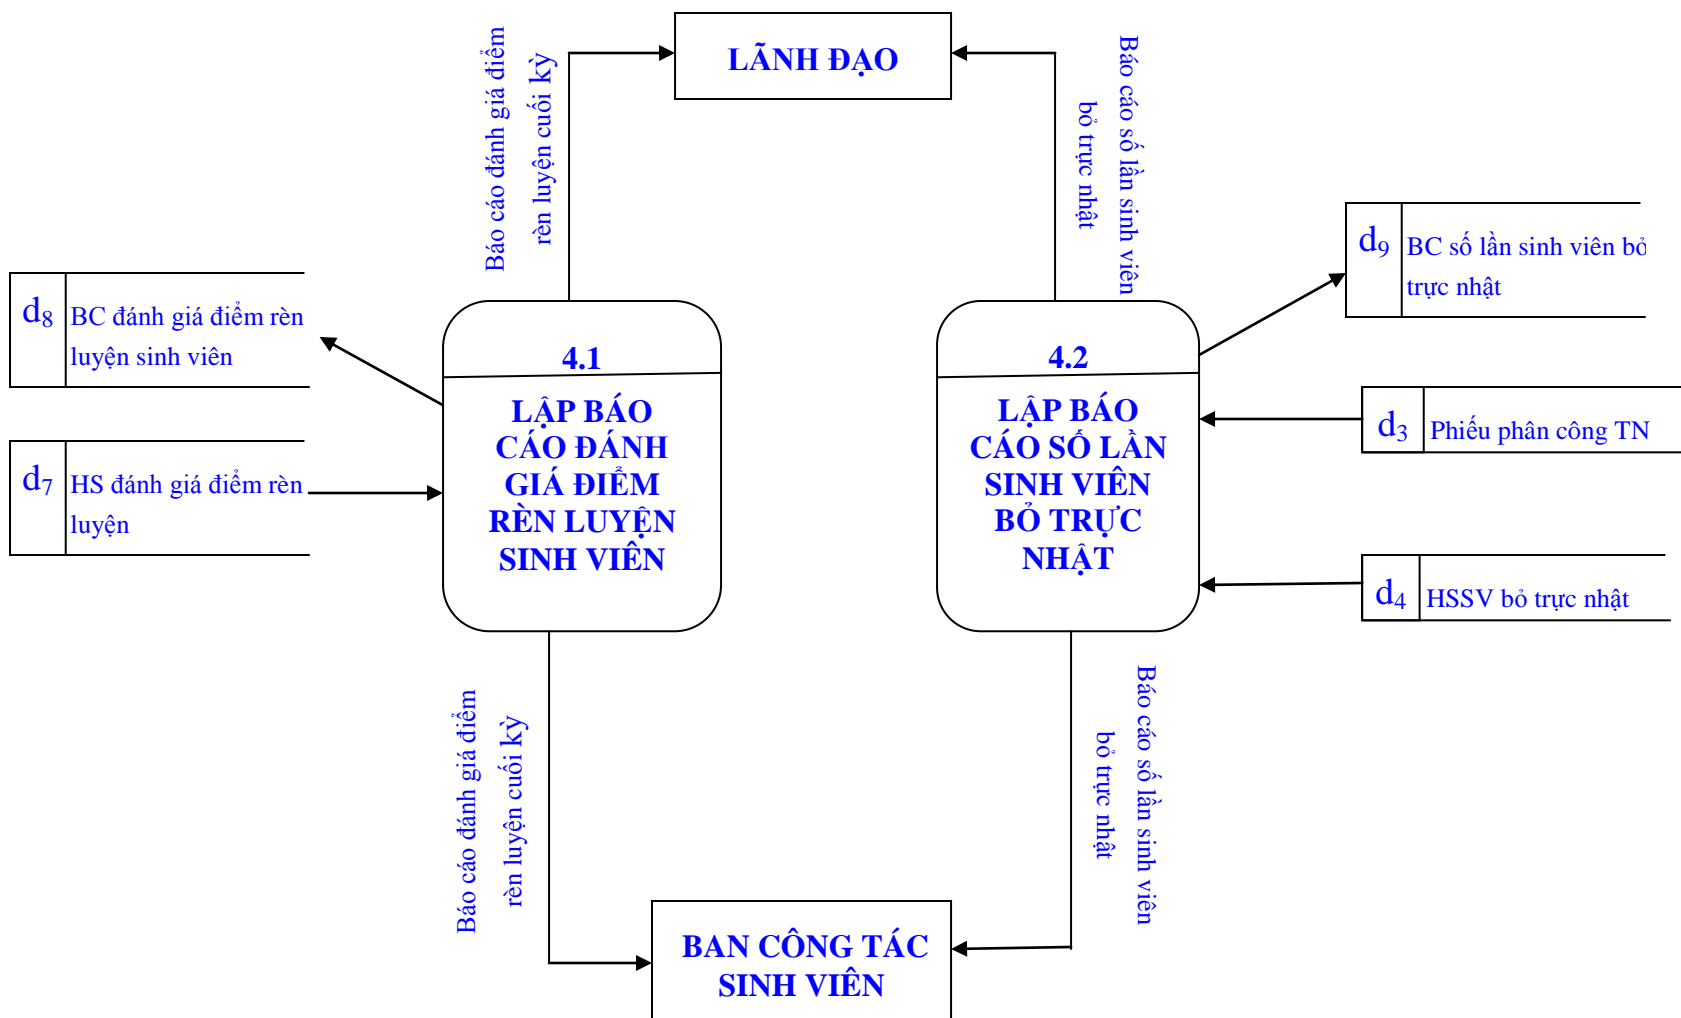 LÃNH ĐẠO
Báo cáo đánh giá điểm
rèn luyện cuối kỳ
Báo cáo số lần sinh viên
bỏ trực nhật
d8
BC đánh giá điểm rèn
luyện sinh viên
d7
HS đánh giá điểm rèn
luyện
4.1
LẬP BÁO
CÁO ĐÁNH
GIÁ ĐIỂM
RÈN LUYỆN
SINH VIÊN
4.2
LẬP BÁO
CÁO SỐ LẦN
SINH VIÊN
BỎ TRỰC
NHẬT
d9
BC số lần sinh viên bỏ
trực nhật
d3
Phiếu phân công TN
d4
HSSV bỏ trực nhật
Báo cáo đánh giá điểm
rèn luyện cuối kỳ
Báo cáo số lần sinh viên
bỏ trực nhật
BAN CÔNG TÁC
SINH VIÊN